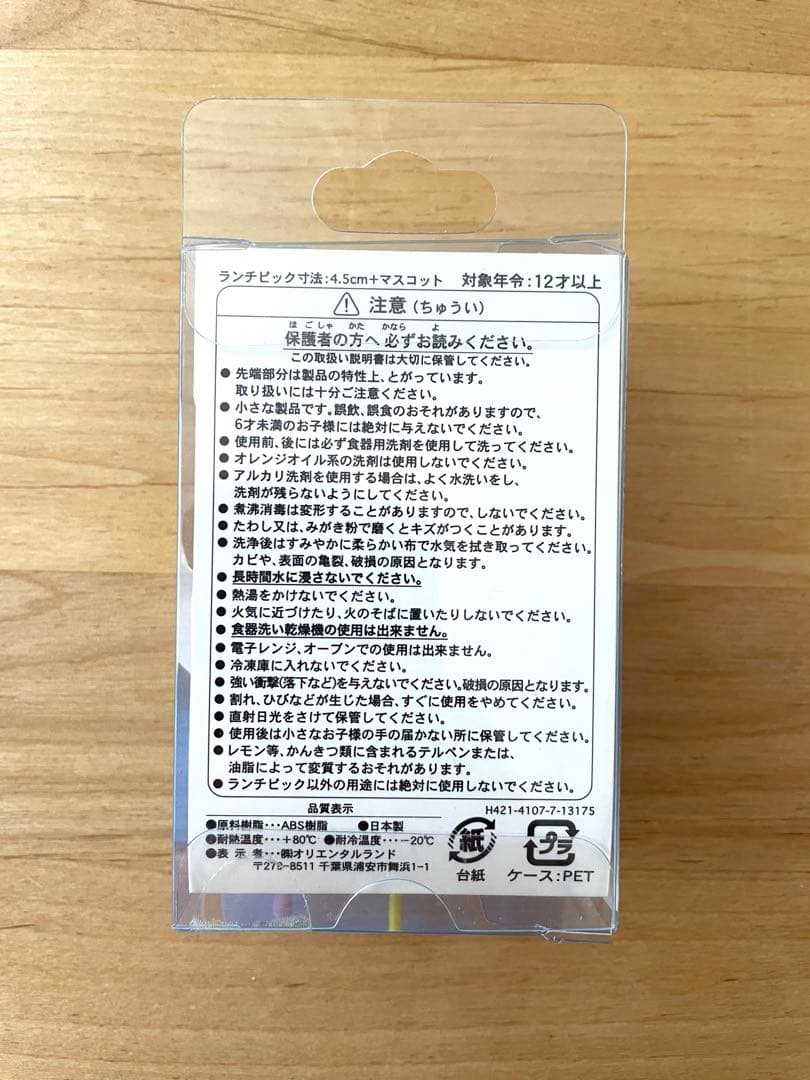 ランチピック寸法:4.5cm+マスコット 対象年令:12才以上
⚠ 注意(ちゅうい)
ほごしゃ かた かなら よ
保護者の方へ 必ずお読みください。
この取扱い説明書は大切に保管してください。
●先端部分は製品の特性上、とがっています。
取り扱いには十分ご注意ください。
●小さな製品です。誤飲、誤食のおそれがありますので、
6才未満のお子様には絶対に与えないでください。
●使用前、後には必ず食器用洗剤を使用して洗ってください。
●オレンジオイル系の洗剤は使用しないでください。
●アルカリ洗剤を使用する場合は、よく水洗いをし、
洗剤が残らないようにしてください。
●煮沸消毒は変形することがありますので、しないでください。
●たわし又は、みがき粉で磨くとキズがつくことがあります。
●洗浄後はすみやかに柔らかい布で水気を拭き取ってください。
カビや、表面の亀裂、破損の原因となります。
●長時間水に浸さないでください。
●熱湯をかけないでください。
●火気に近づけたり、火のそばに置いたりしないでください。
●食器洗い乾燥機の使用は出来ません。
●電子レンジ、オーブンでの使用は出来ません。
●冷凍庫に入れないでください。
●強い衝撃(落下など)を与えないでください。破損の原因となります。
●割れ、ひびなどが生じた場合、すぐに使用をやめてください。
●直射日光をさけて保管してください。
●使用後は小さなお子様の手の届かない所に保管してください。
●レモン等、かんきつ類に含まれるテルペンまたは、
油脂によって変質するおそれがあります。
●ランチピック以外の用途には絶対に使用しないでください。
品質表示 H421-4107-7-13175
●原料樹脂・・・ABS樹脂 ●日本製
●耐熱温度・・・+80℃ ●耐冷温度・・・-20℃
●表示者・・・㈱オリエンタルランド
〒279-8511 千葉県浦安市舞浜1-1
紙 プラ
台紙 ケース:PET